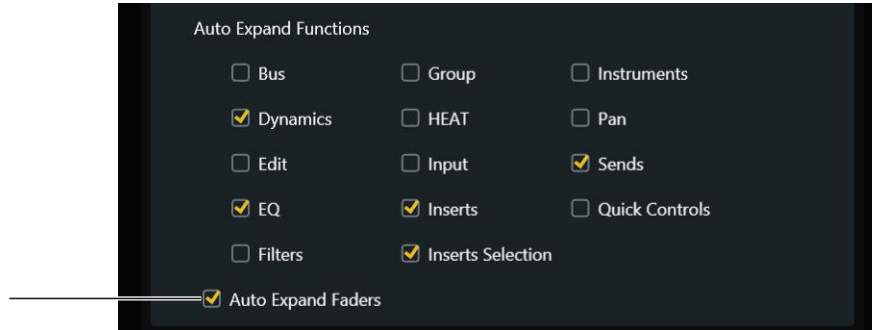 Auto Expand Functions
Bus Group Instruments
Dynamics HEAT Pan
Edit Input Sends
EQ Inserts Quick Controls
Filters Inserts Selection
Auto Expand Faders